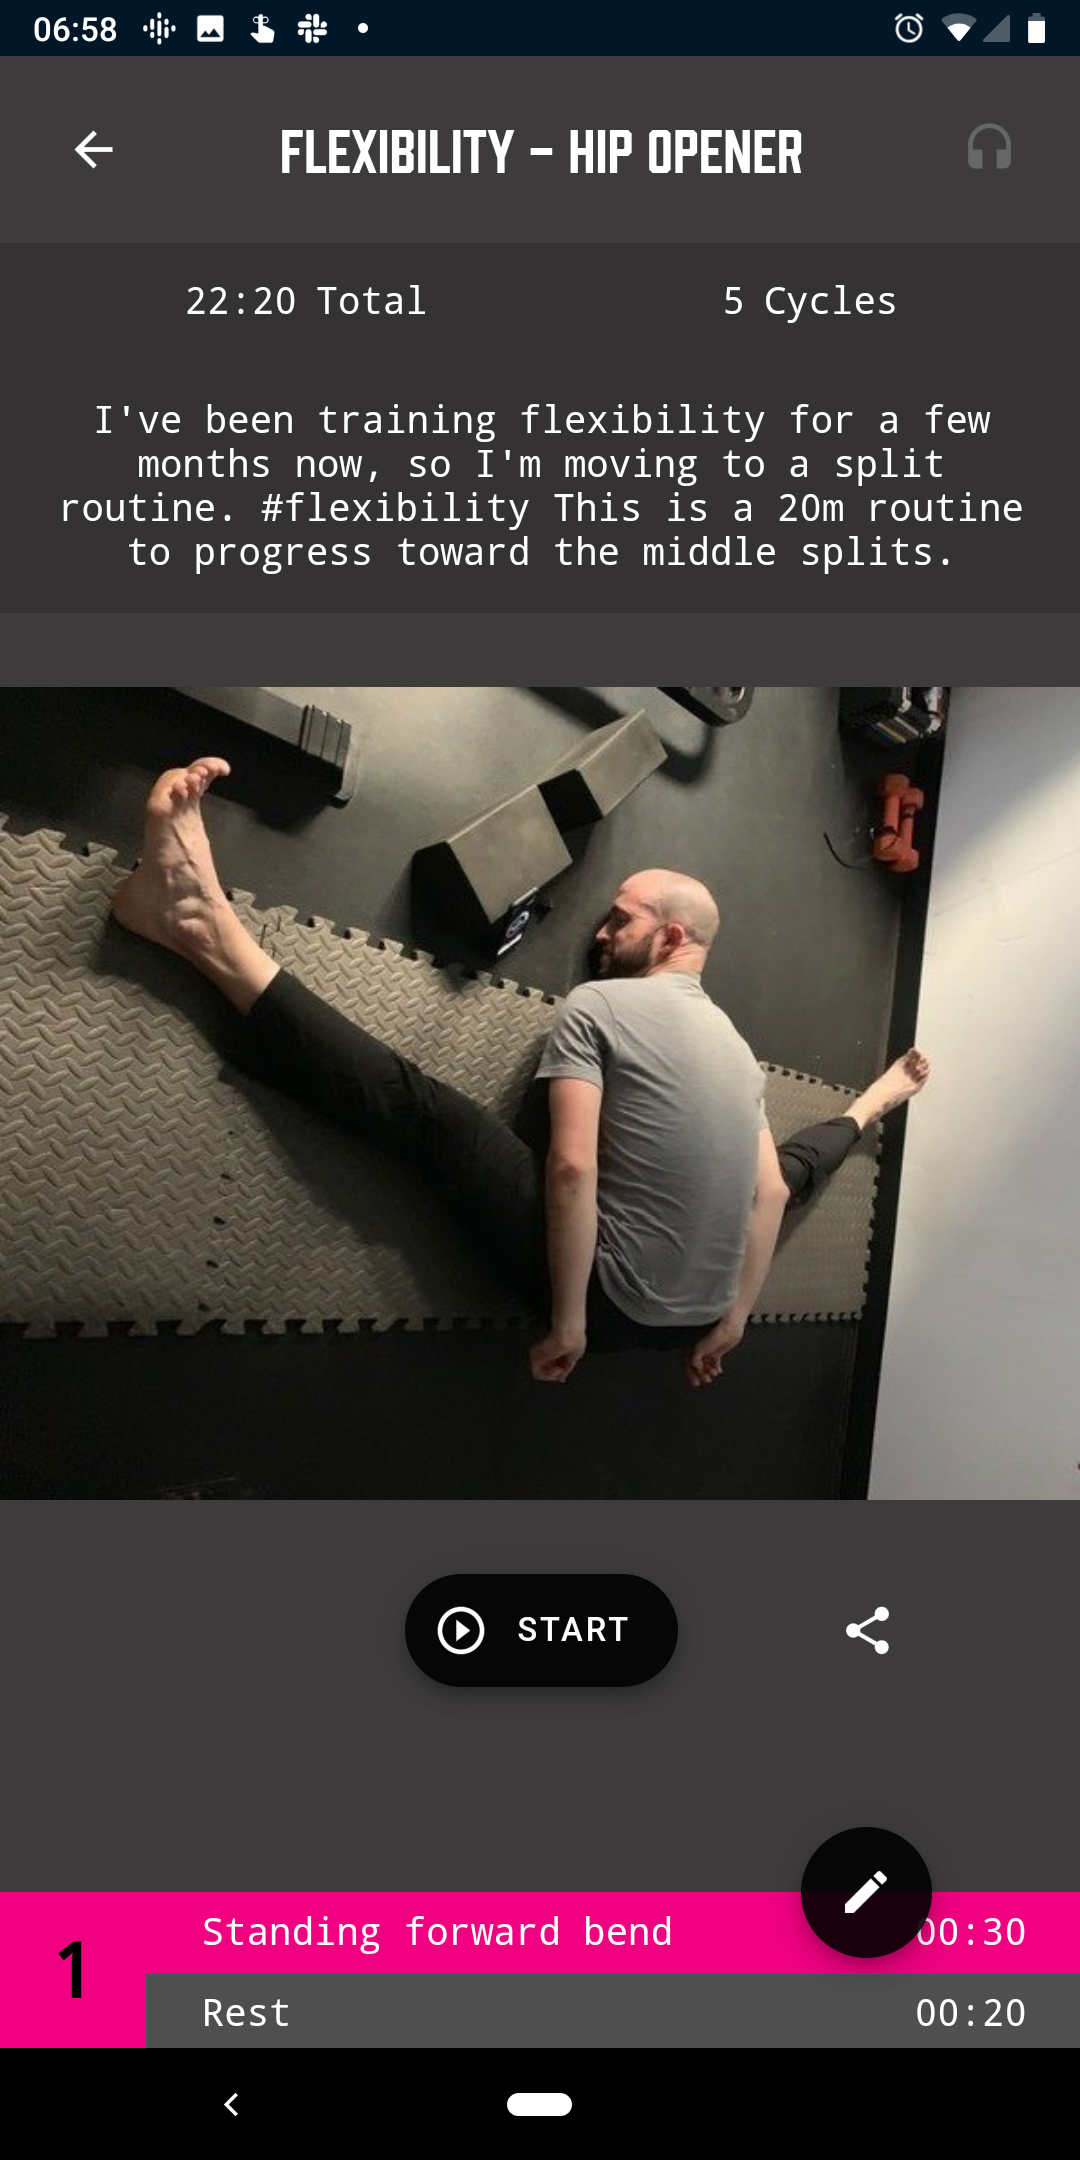 06:58
FLEXIBILITY - HIP OPENER
22:20 Total
5 Cycles
I've been training flexibility for a few
months now, so I'm moving to a split
routine. #flexibility This is a 20m routine
to progress toward the middle splits.
START
1
Standing forward bend
00:30
Rest
00:20